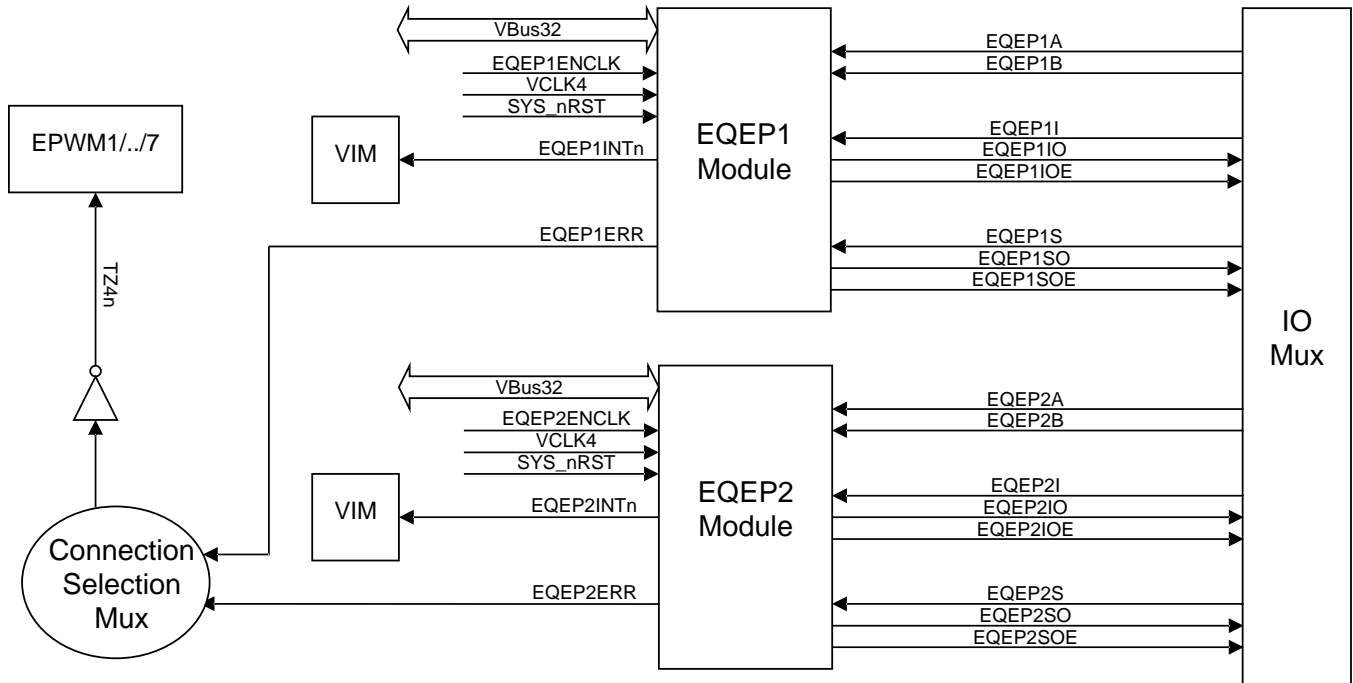 VBus32
EQEP1ENCLK
VCLK4
SYS_nRST
EQEP1INTn
EQEP1ERR
EPWM1/../7
VIM
TZ4n
EQEP1
Module
EQEP1A
EQEP1B
EQEP1I
EQEP1IO
EQEP1IOE
EQEP1S
EQEP1SO
EQEP1SOE
IO
Mux
VBus32
EQEP2ENCLK
VCLK4
SYS_nRST
EQEP2INTn
EQEP2ERR
VIM
Connection
Selection
Mux
EQEP2
Module
EQEP2A
EQEP2B
EQEP2I
EQEP2IO
EQEP2IOE
EQEP2S
EQEP2SO
EQEP2SOE